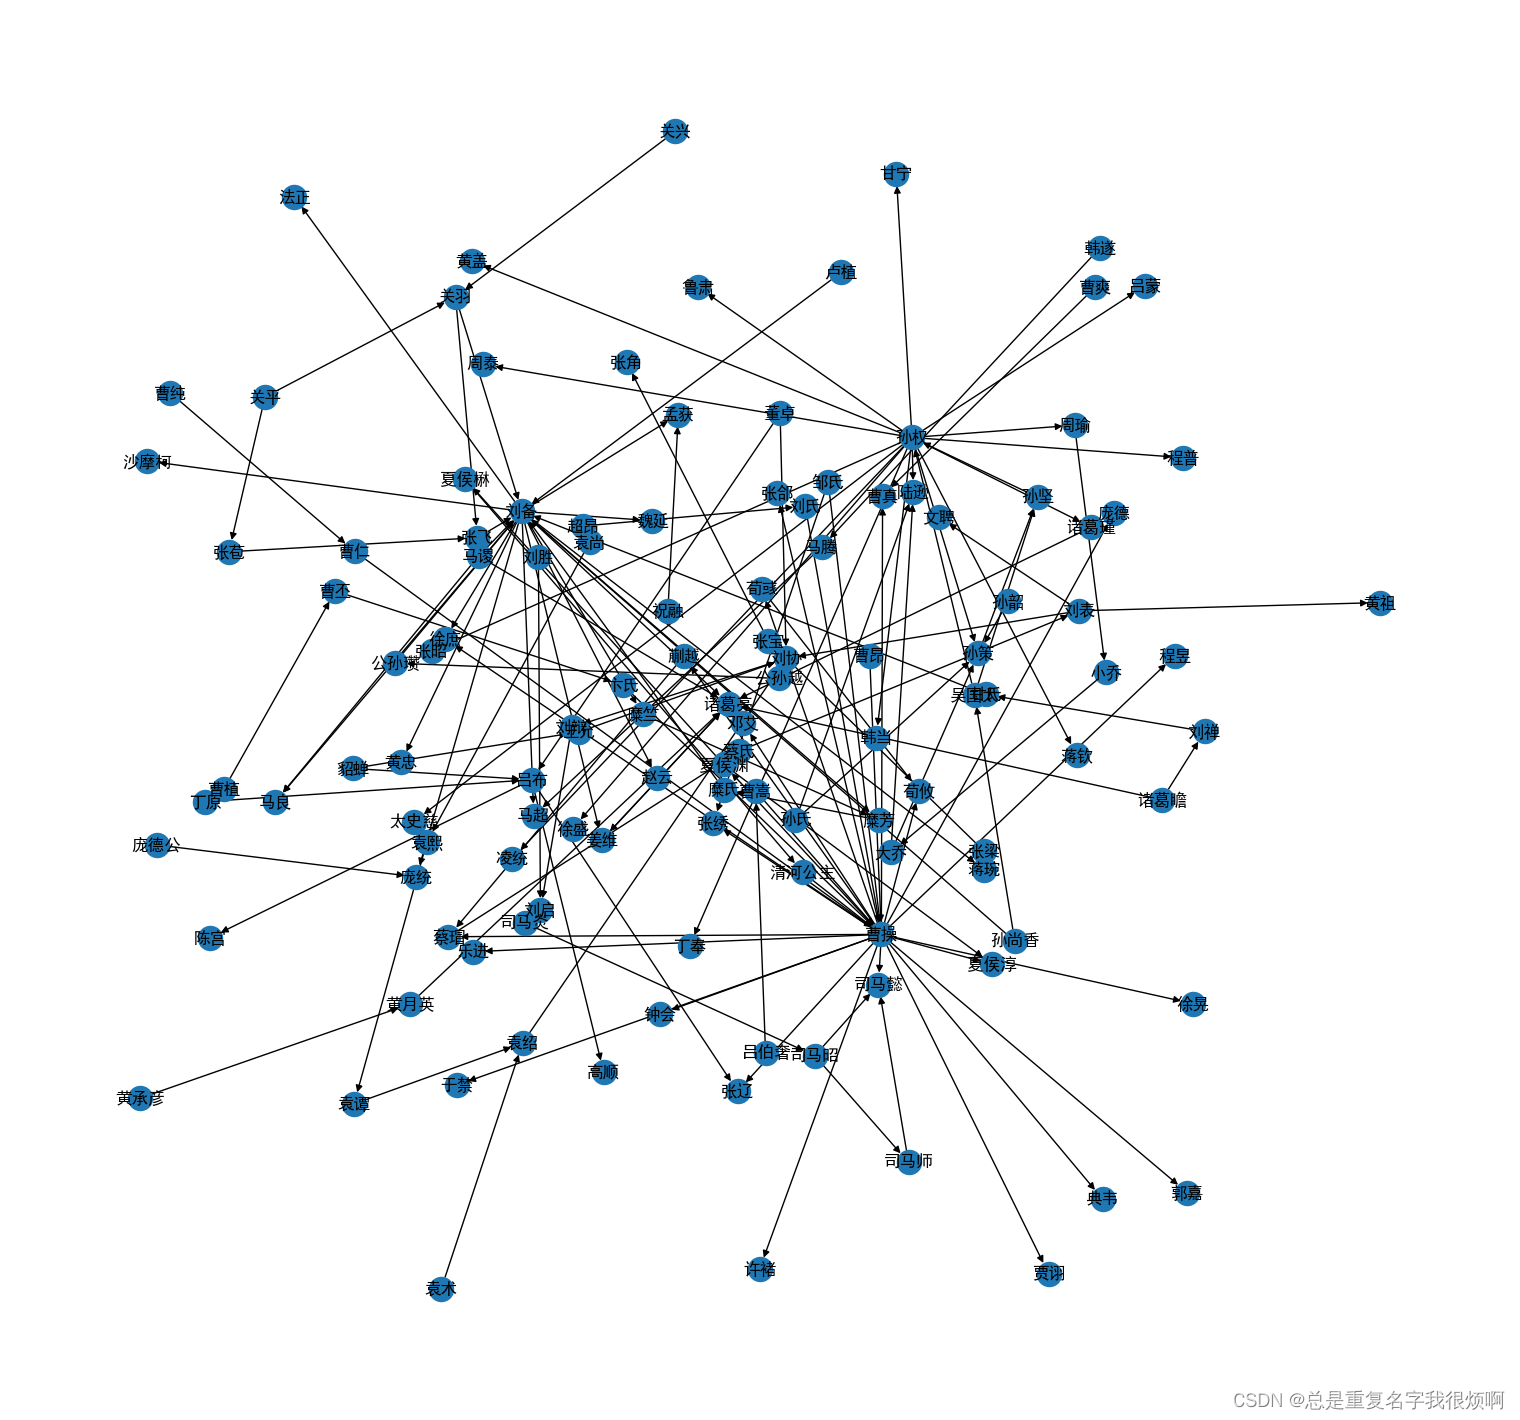 关兴
甘宁
法正
韩遂
黄盖
卢植
鲁肃
曹爽
吕蒙
关羽
周泰
张角
曹纯
关平
孟获
董卓
周瑜
孙权
程普
沙摩柯
夏侯楙
邹氏
张郃
曹真
陆逊
孙坚
刘氏
刘备
文聘
庞德
魏延
超昂
诸葛瑾
张飞
袁尚
马腾
张苞
曹仁
马谡
刘胜
荀彧
曹丕
祝融
孙韶
刘表
黄祖
徐庶
张宝
张昭
蒯越
刘协
曹昂
孙策
程昱
公孙瓒
小乔
公孙越
卞氏
吴国太
甘氏
诸葛亮
糜竺
邓艾
刘禅
韩当
蔡氏
蒋钦
貂蝉
黄忠
夏侯渊
吕布
赵云
曹植
糜氏
曹嵩
荀攸
丁原
马良
诸葛瞻
马超
太史慈
徐盛
张绣
孙氏
糜芳
姜维
庞德公
袁熙
大乔
张梁
凌统
庞统
清河公主
蒋琬
刘启
司马炎
陈宫
蔡瑁
乐进
丁奉
曹操
孙尚香
夏侯淳
司马懿
黄月英
钟会
徐晃
袁绍
吕伯奢
司马昭
高顺
于禁
张辽
黄承彦
袁谭
司马师
典韦
郭嘉
许褚
贾诩
袁术
CSDN @总是重复名字我很烦啊